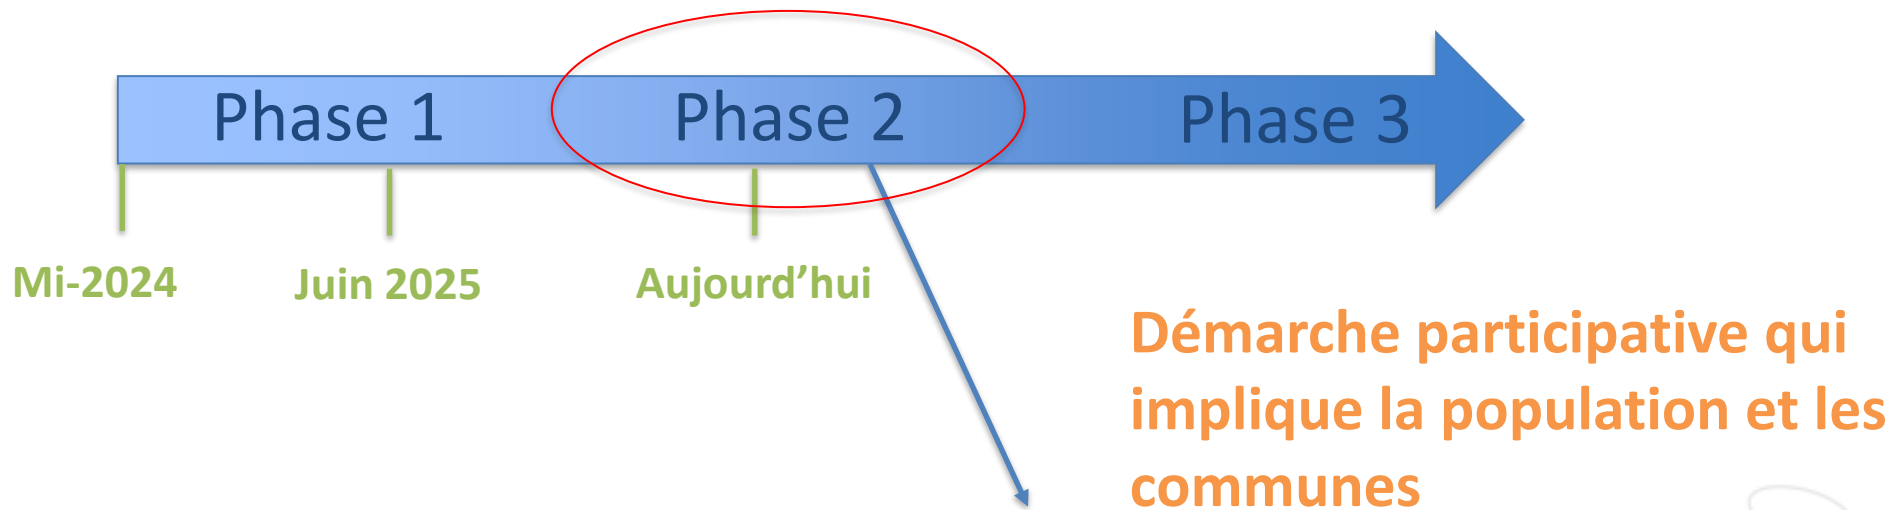 Phase 1
Phase 2
Phase 3
Mi-2024
Juin 2025
Aujourd’hui
Démarche participative qui
implique la population et les
communes